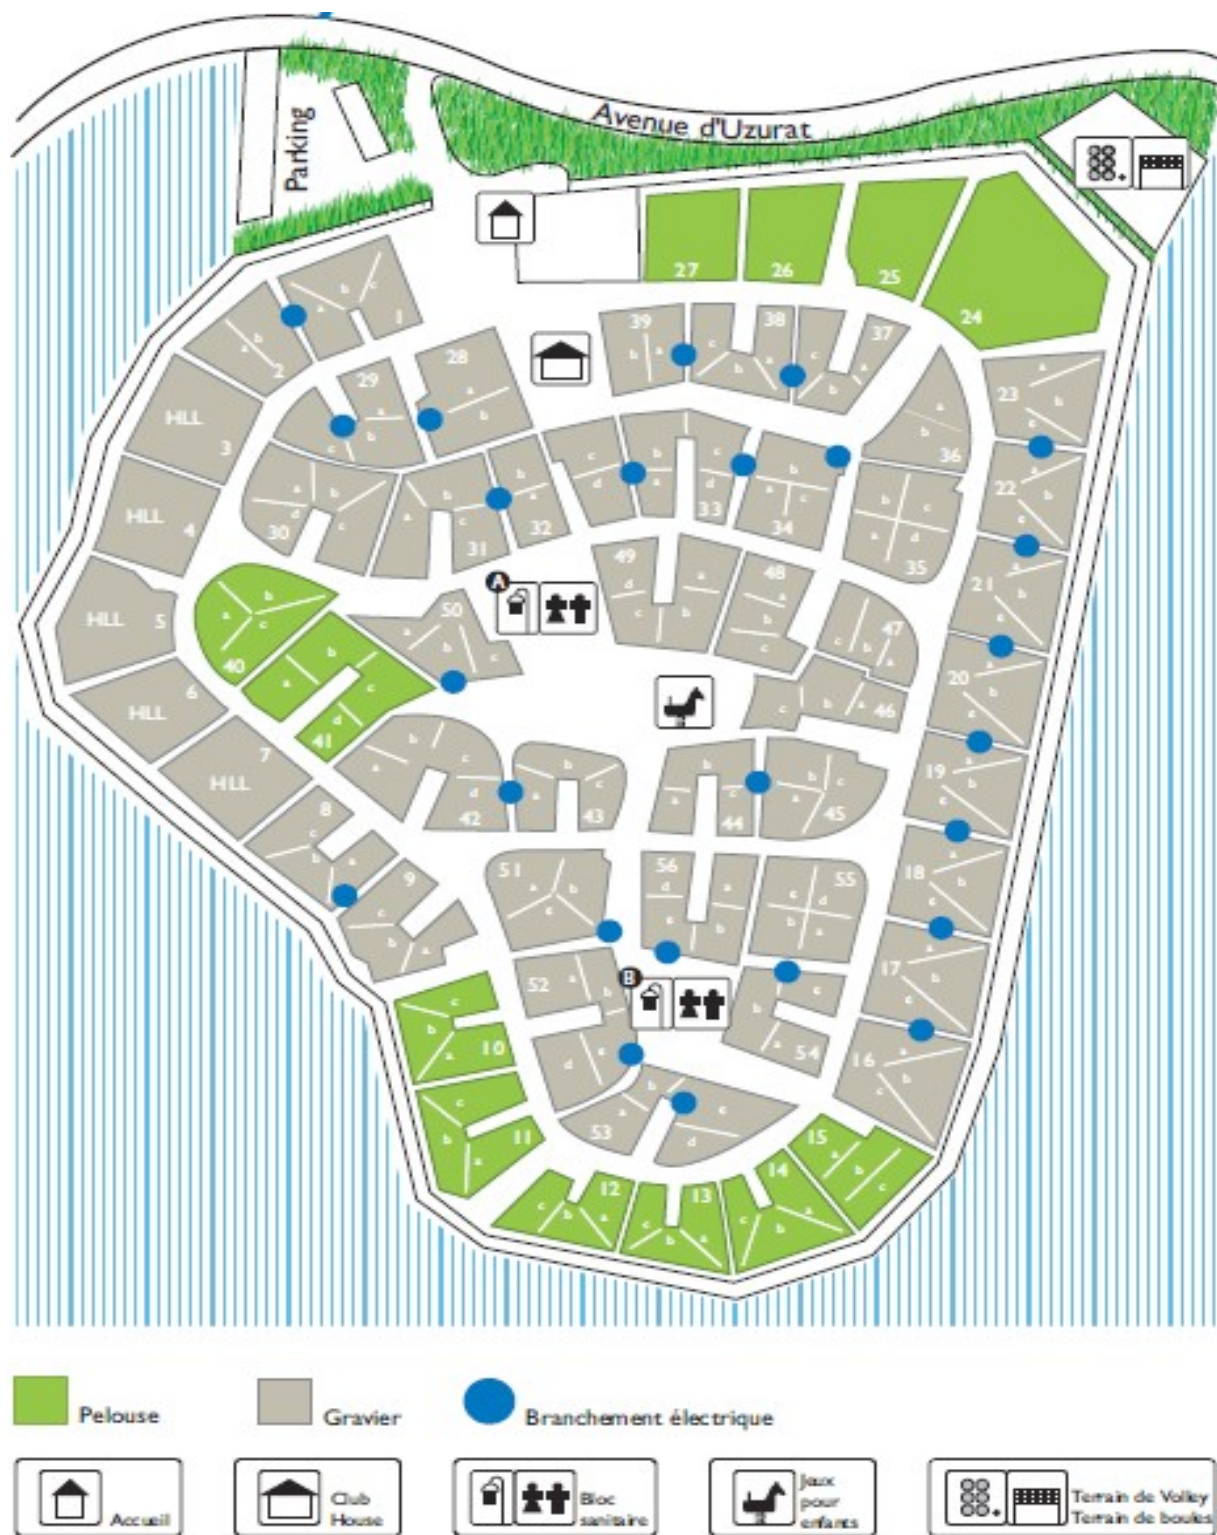 Avenue d'Uzurat
Parking
27
26
25
24
1
b
c
a
2
b
a
28
a
b
29
a
b
c
39
b
a
38
c
b
a
37
c
b
a
23
a
b
36
a
b
HLL
3
HLL
4
HLL
5
HLL
6
HLL
7
30
a
b
d
c
31
b
a
c
32
b
a
33
c
d
b
a
c
d
34
b
a
c
35
b
c
a
d
22
a
b
c
21
a
b
c
20
a
b
c
19
a
b
c
18
a
b
c
17
a
b
c
16
a
b
c
A
49
d
c
a
b
48
a
b
c
47
c
b
a
46
c
b
a
40
a
b
c
41
b
a
c
d
50
a
b
c
42
b
a
c
d
43
b
a
c
44
b
a
c
45
b
c
a
8
c
b
a
9
c
b
a
51
a
b
c
56
d
c
a
b
55
c
d
b
a
52
a
b
c
d
B
54
b
c
a
53
b
a
c
d
10
c
b
a
11
c
b
a
12
c
b
a
13
c
b
a
14
a
c
b
15
a
b
c
Pelouse
Gravier
Branchement électrique
Accueil
Club
House
Bloc
sanitaire
Jeux
pour
enfants
Terrain de Volley
Terrain de boules